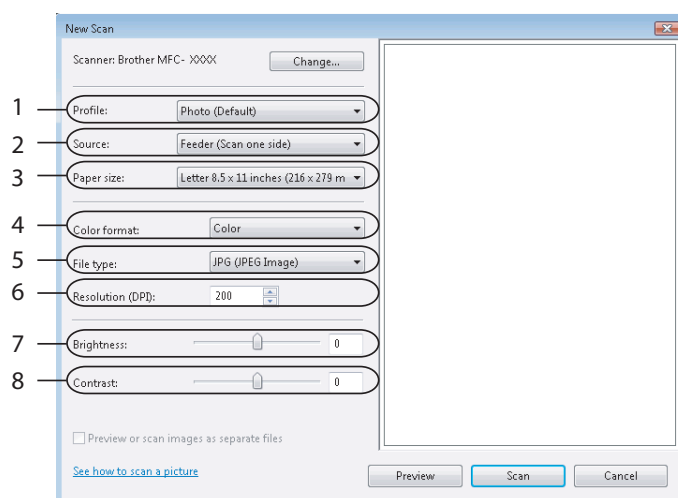 New Scan
Scanner: Brother MFC- XXXX Change...
1 Profile: Photo (Default)
2 Source: Feeder (Scan one side)
3 Paper size: Letter 8.5 x 11 inches (216 x 279 m
4 Color format: Color
5 File type: JPG (JPEG Image)
6 Resolution (DPI): 200
7 Brightness: 0
8 Contrast: 0
Preview or scan images as separate files
See how to scan a picture Preview Scan Cancel